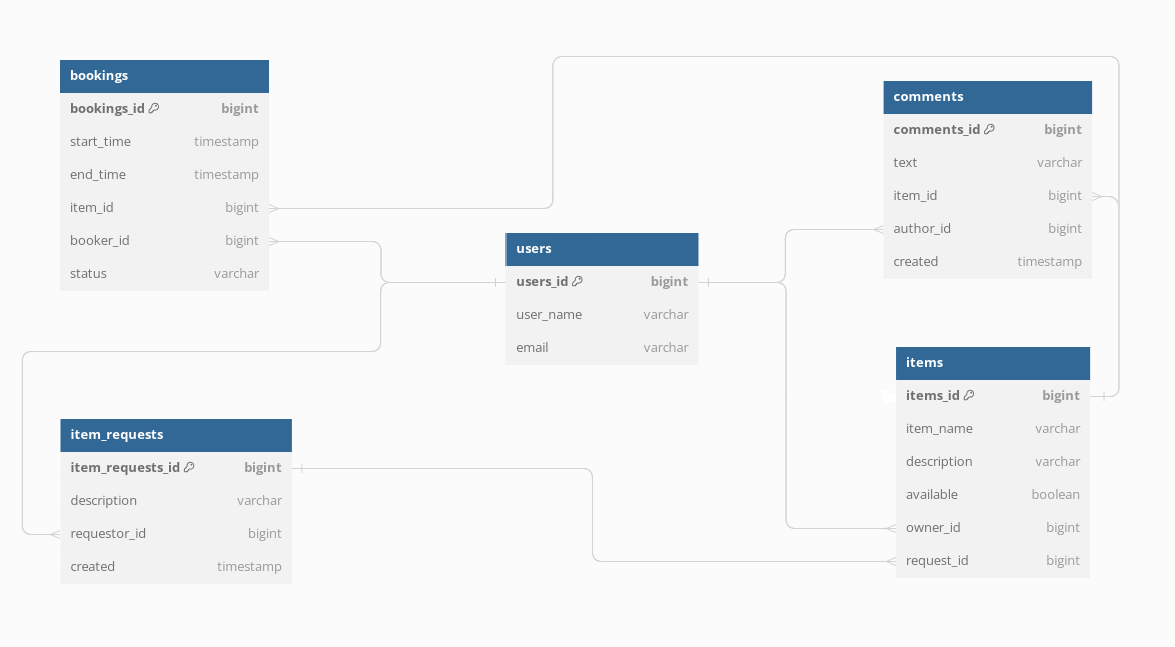 bookings
bookings_id bigint
start_time timestamp
end_time timestamp
item_id bigint
booker_id bigint
status varchar
comments
comments_id bigint
text varchar
item_id bigint
author_id bigint
created timestamp
users
users_id bigint
user_name varchar
email varchar
items
items_id bigint
item_name varchar
description varchar
available boolean
owner_id bigint
request_id bigint
item_requests
item_requests_id bigint
description varchar
requestor_id bigint
created timestamp